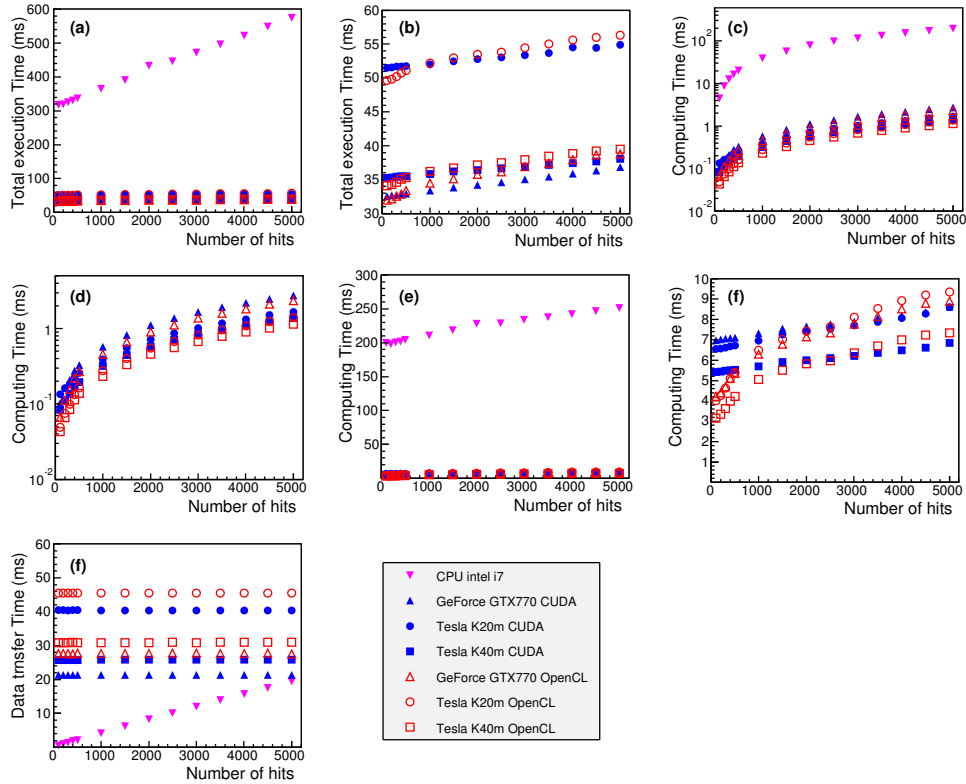 (a)
Total execution Time (ms)
600
500
400
300
200
100
0
0 1000 2000 3000 4000 5000
Number of hits
(b)
Total execution Time (ms)
60
55
50
45
40
35
30
0 1000 2000 3000 4000 5000
Number of hits
(c)
Computing Time (ms)
10²
10
1
10⁻¹
10⁻²
0 1000 2000 3000 4000 5000
Number of hits
(d)
Computing Time (ms)
1
10⁻¹
10⁻²
0 1000 2000 3000 4000 5000
Number of hits
(e)
Computing Time (ms)
300
250
200
150
100
50
0
0 1000 2000 3000 4000 5000
Number of hits
(f)
Computing Time (ms)
10
9
8
7
6
5
4
3
2
1
0 1000 2000 3000 4000 5000
Number of hits
(f)
Data trnsfer Time (ms)
60
50
40
30
20
10
0
0 1000 2000 3000 4000 5000
Number of hits
CPU intel i7
GeForce GTX770 CUDA
Tesla K20m CUDA
Tesla K40m CUDA
GeForce GTX770 OpenCL
Tesla K20m OpenCL
Tesla K40m OpenCL